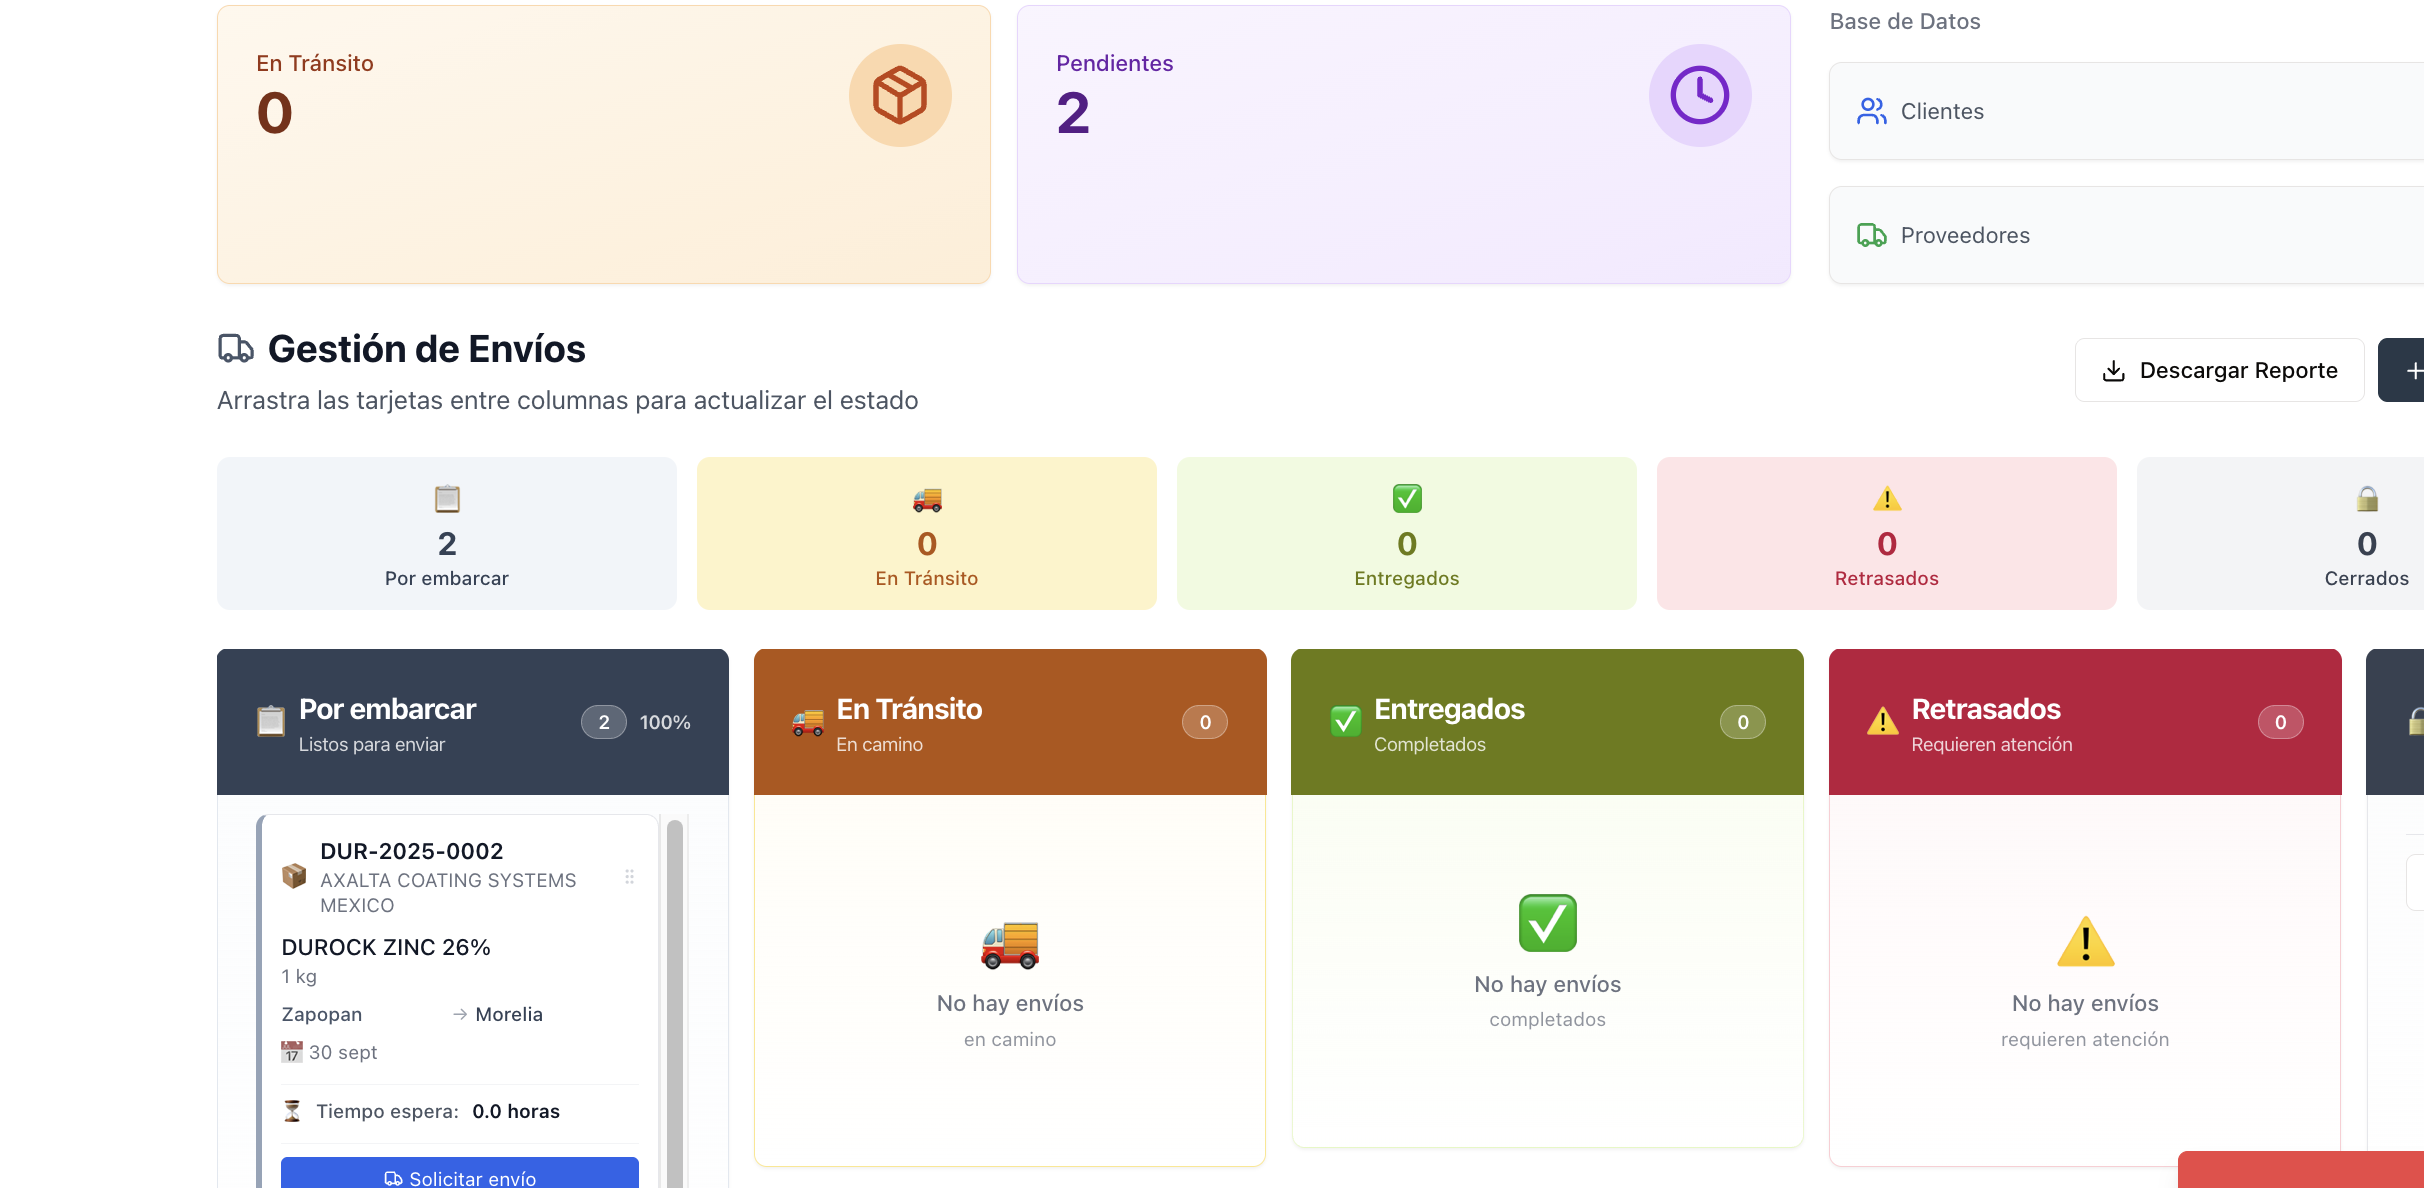 En Tránsito
0
Pendientes
2
Base de Datos
Clientes
Proveedores
Gestión de Envíos
Arrastra las tarjetas entre columnas para actualizar el estado
Descargar Reporte
+
2
Por embarcar
0
En Tránsito
0
Entregados
0
Retrasados
0
Cerrados
Por embarcar
Listos para enviar
2 100%
En Tránsito
En camino
0
Entregados
Completados
0
Retrasados
Requieren atención
0
DUR-2025-0002
AXALTA COATING SYSTEMS
MEXICO
DUROCK ZINC 26%
1 kg
Zapopan → Morelia
17 30 sept
Tiempo espera: 0.0 horas
Solicitar envío
No hay envíos
en camino
No hay envíos
completados
No hay envíos
requieren atención